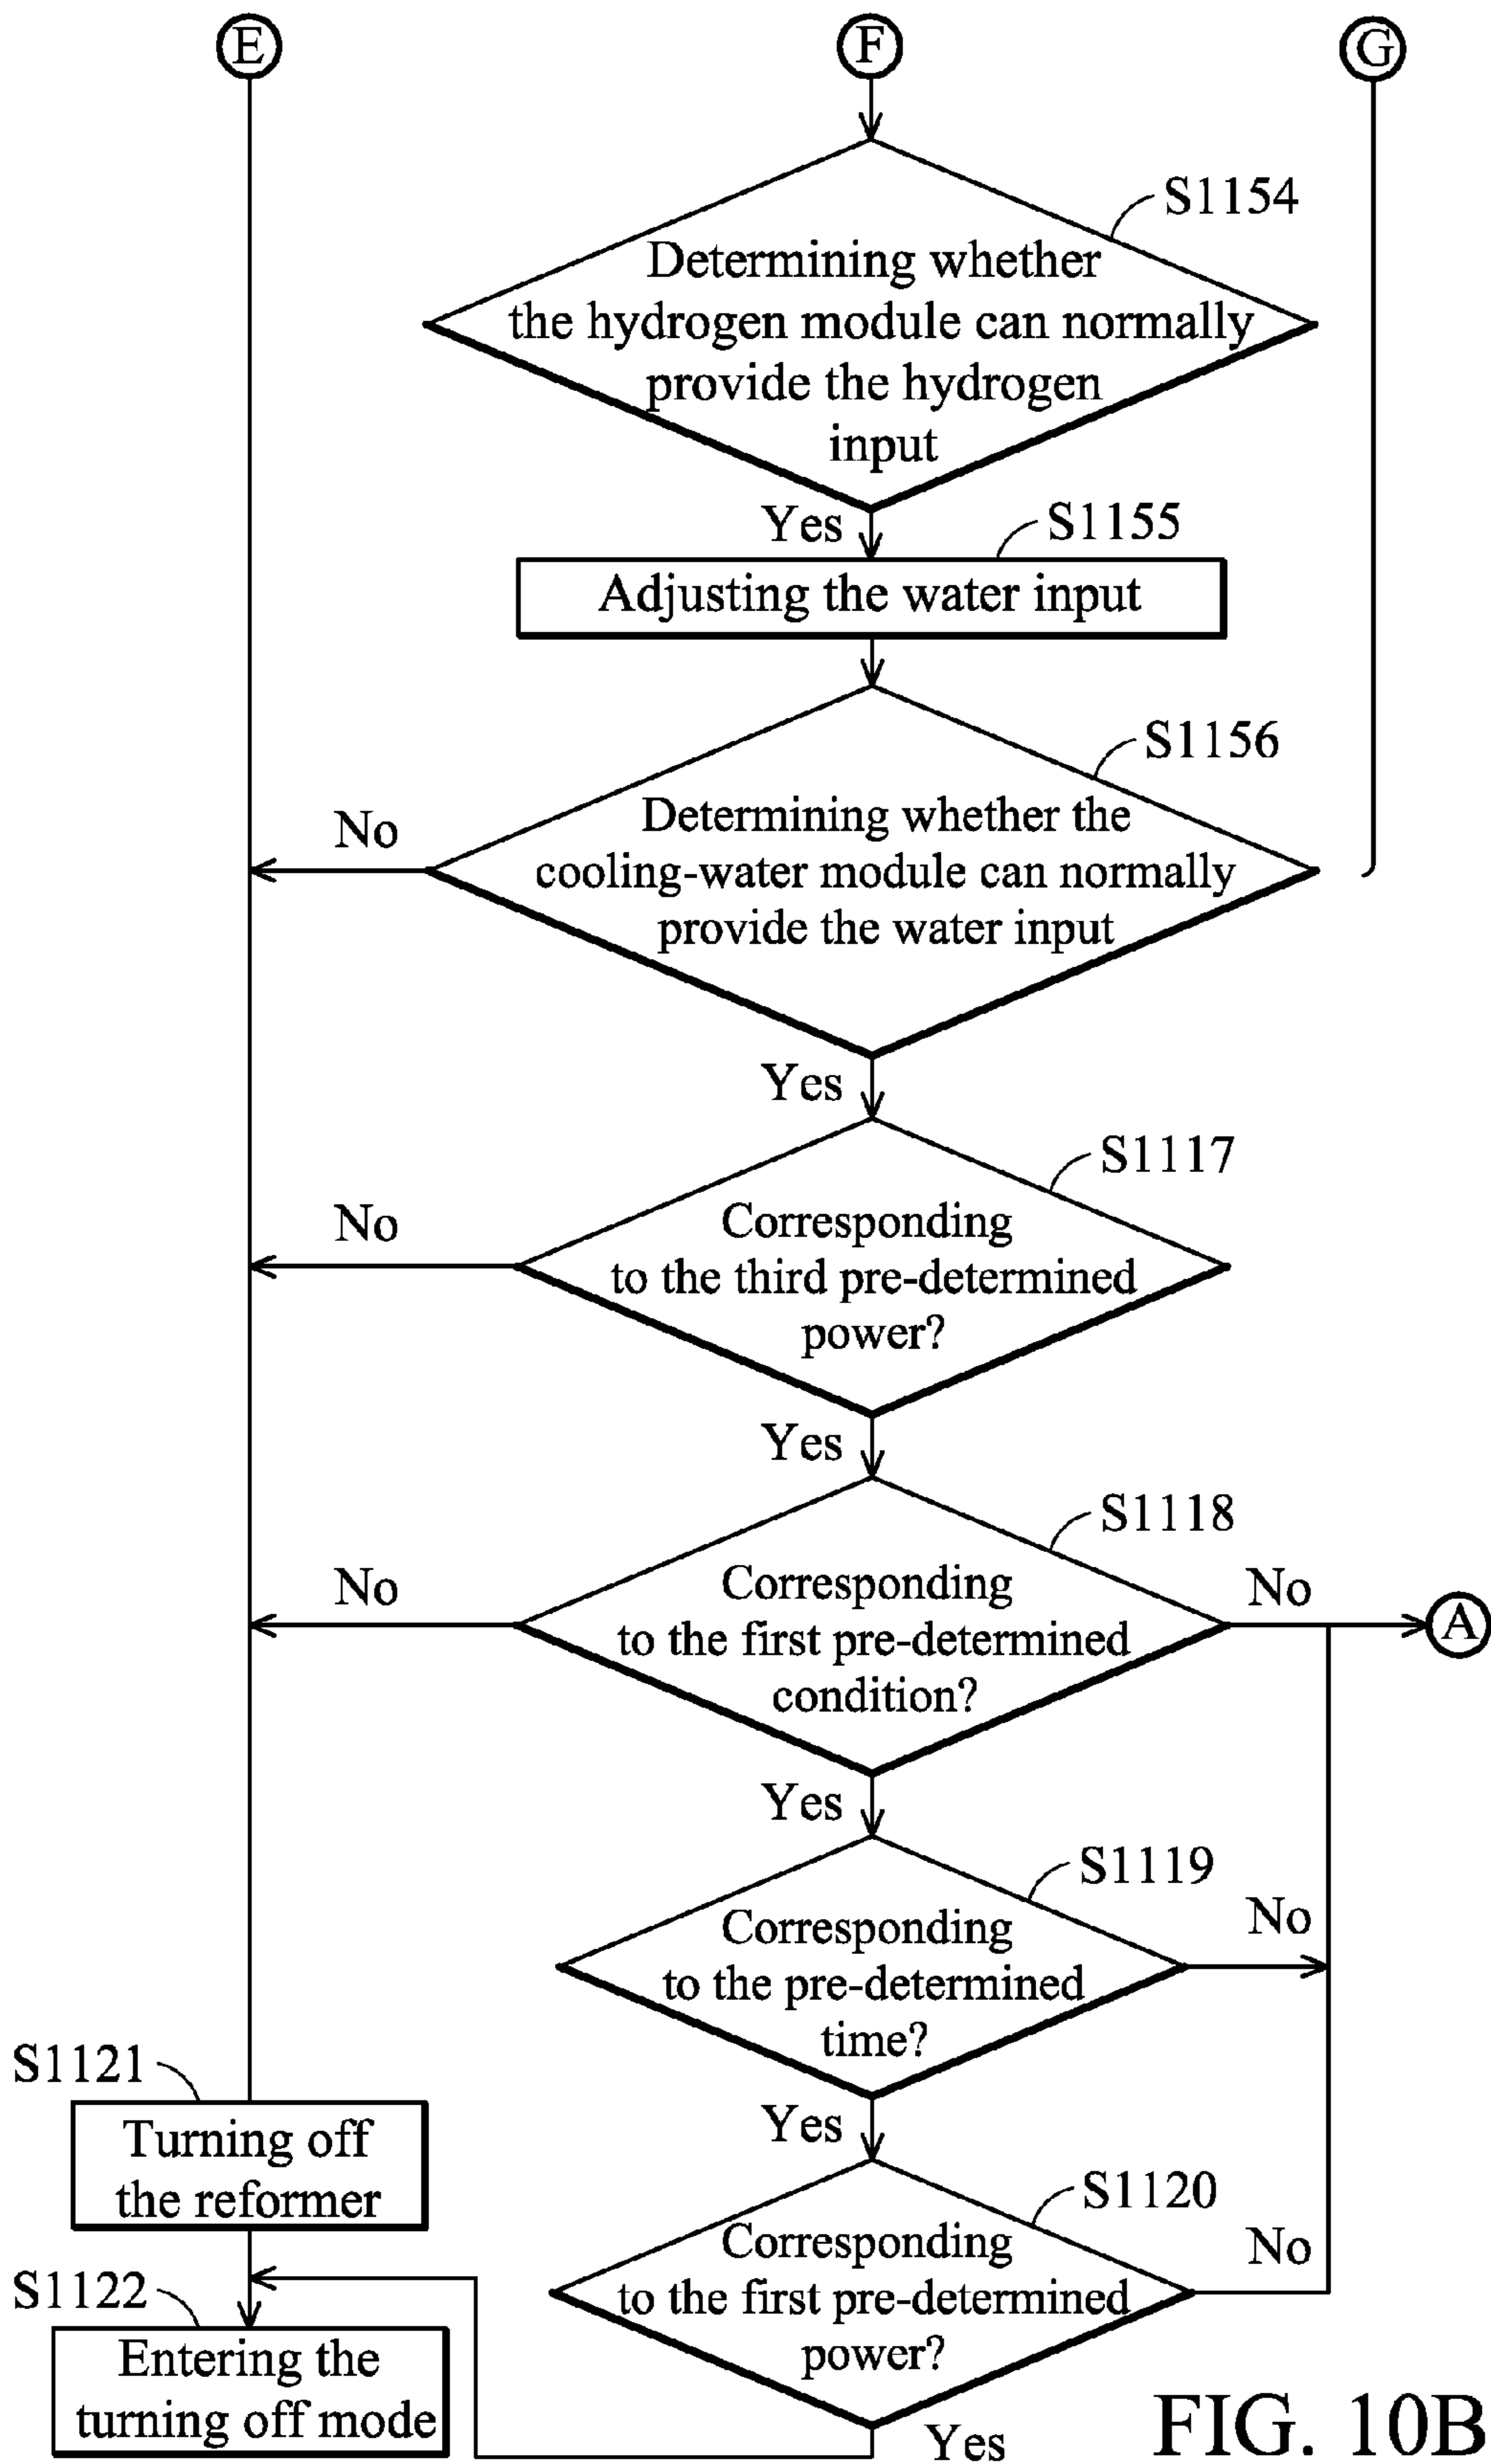 E
F
G
S1154
Determining whether
the hydrogen module can normally
provide the hydrogen
input
Yes
S1155
Adjusting the water input
S1156
No
Determining whether the
cooling-water module can normally
provide the water input
Yes
S1117
No
Corresponding
to the third pre-determined
power?
Yes
S1118
No
Corresponding
to the first pre-determined
condition?
No
A
Yes
S1119
Corresponding
to the pre-determined
time?
No
Yes
S1121
Turning off
the reformer
S1120
Corresponding
to the first pre-determined
power?
No
S1122
Entering the
turning off mode
Yes
FIG. 10B